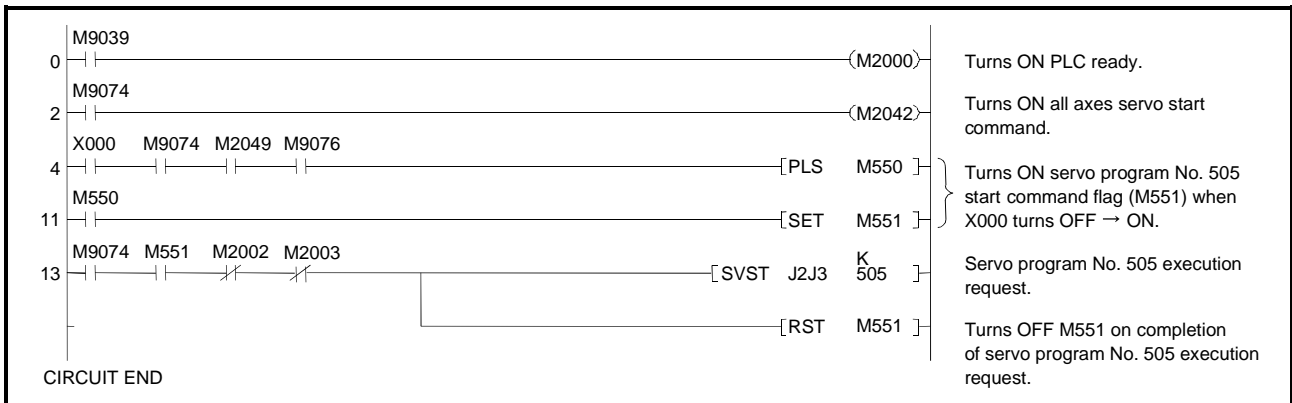 M9039
0 (M2000) Turns ON PLC ready.
M9074
2 (M2042) Turns ON all axes servo start
command.
X000 M9074 M2049 M9076
4 [PLS M550 ] Turns ON servo program No. 505
start command flag (M551) when
X000 turns OFF → ON.
M550
11 [SET M551 ]
M9074 M551 M2002 M2003
13 [SVST J2J3 K
505 ] Servo program No. 505 execution
request.
[RST M551 ] Turns OFF M551 on completion
of servo program No. 505 execution
request.
CIRCUIT END